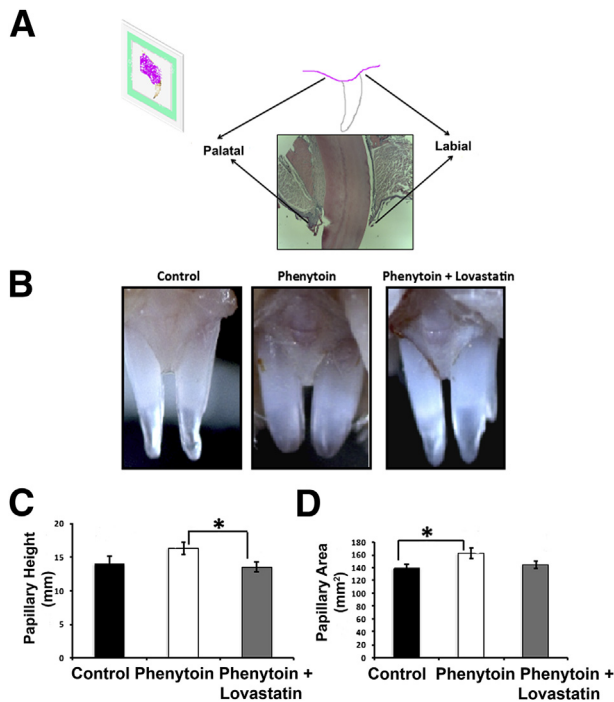 A
Palatal
Labial
B
Control
Phenytoin
Phenytoin + Lovastatin
C
Papillary Height
(mm)
20
15
10
5
0
*
Control Phenytoin Phenytoin +
Lovastatin
D
Papillary Area
(mm²)
180
160
140
120
100
80
60
40
20
0
*
Control Phenytoin Phenytoin +
Lovastatin